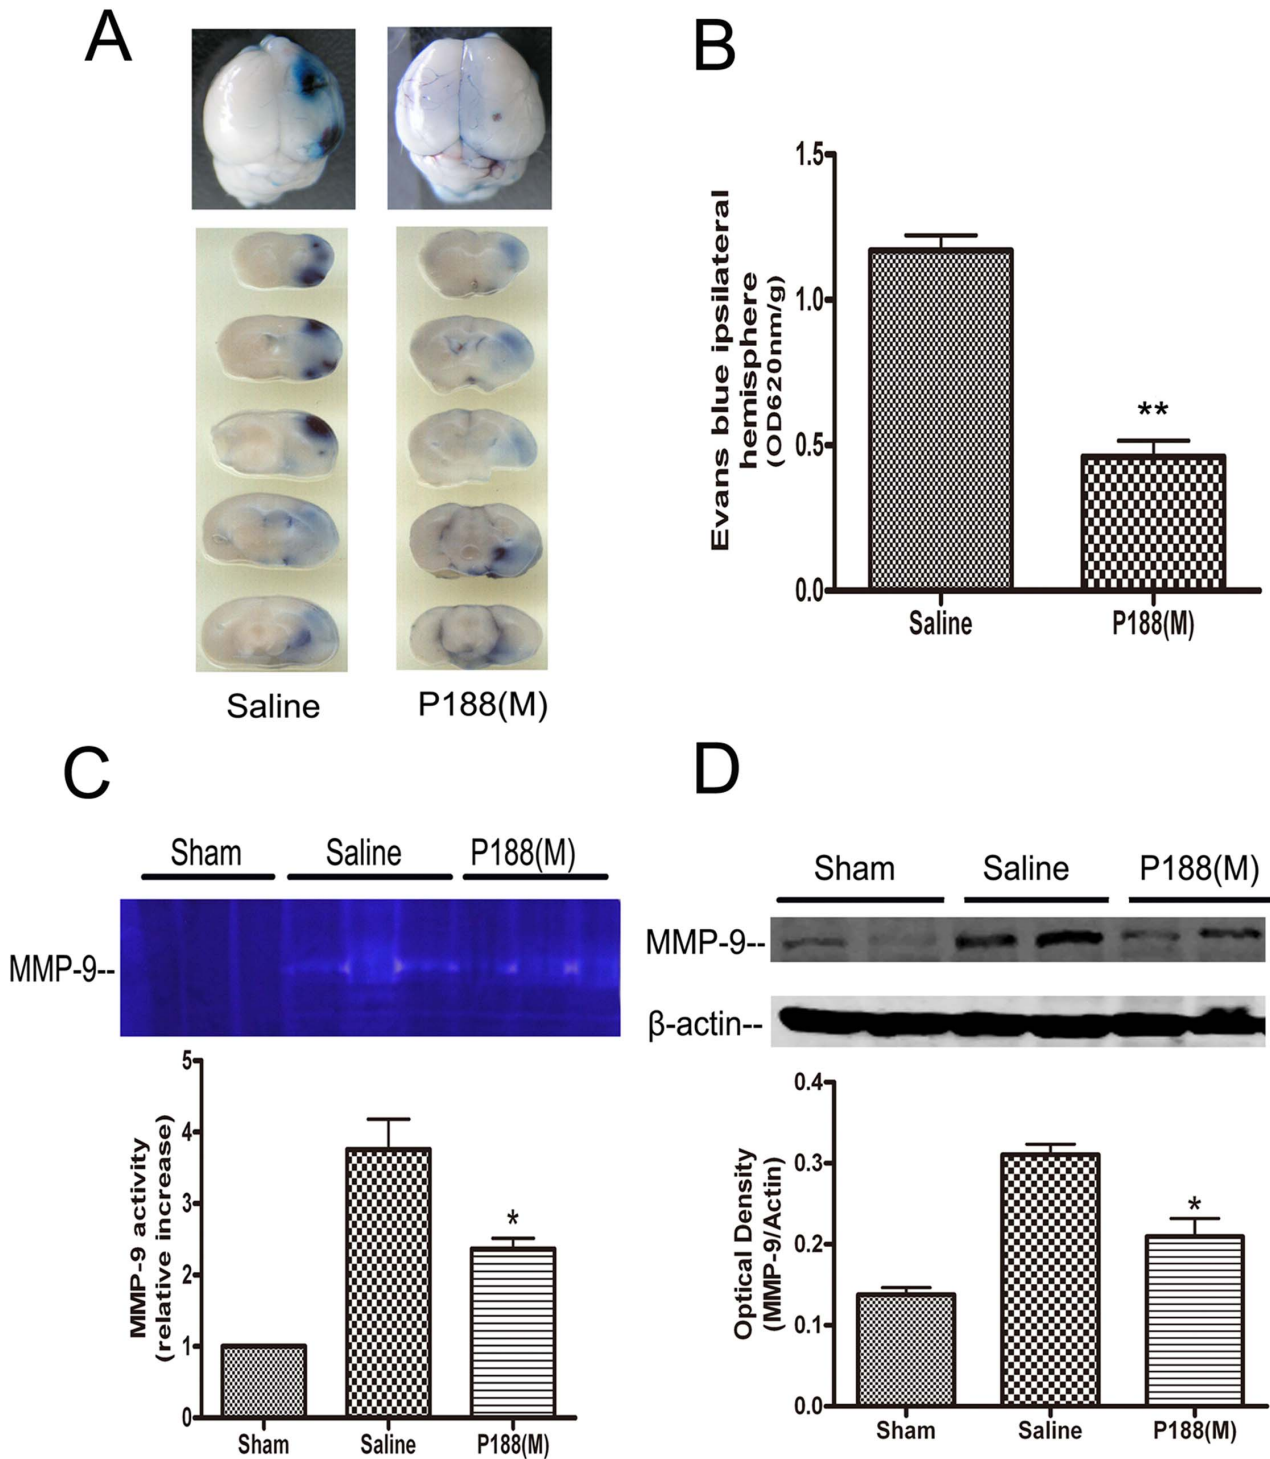 A
Saline
P188(M)
B
Evans blue ipsilateral
hemisphere
(OD620nm/g)
1.5
1.0
0.5
0.0
**
Saline
P188(M)
C
Sham
Saline
P188(M)
MMP-9--
MMP-9 activity
(relative increase)
5
4
3
2
1
0
*
Sham
Saline
P188(M)
D
Sham
Saline
P188(M)
MMP-9--
β-actin--
Optical Density
(MMP-9/Actin)
0.4
0.3
0.2
0.1
0.0
*
Sham
Saline
P188(M)